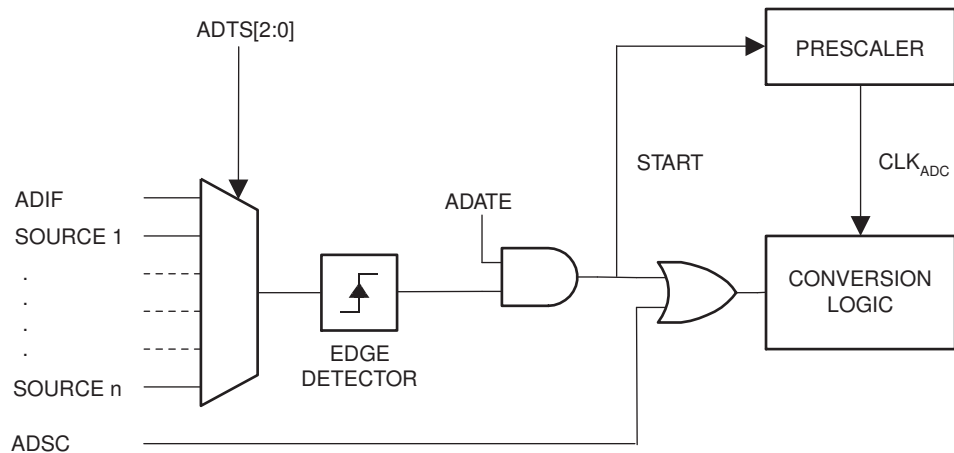 ADTS[2:0]
PRESCALER
START
CLKADC
ADIF
ADATE
SOURCE 1
.
.
.
.
CONVERSION
LOGIC
EDGE
DETECTOR
SOURCE n
ADSC